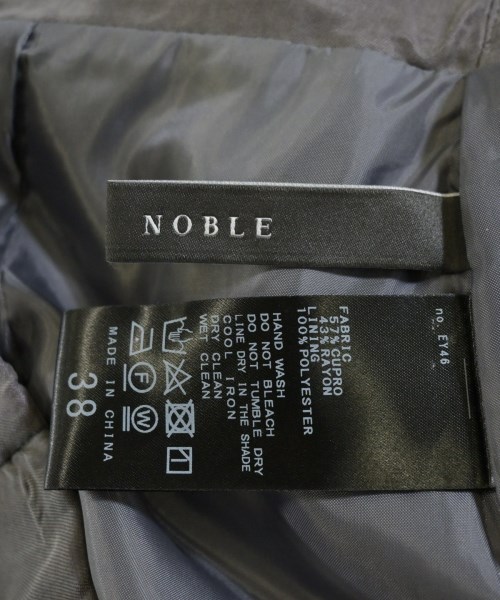 NOBLE
no. EY46
FABRIC
57% CUPRO
43% RAYON
LINING
100% POLYESTER
HAND WASH
DO NOT BLEACH
DO NOT TUMBLE DRY
LINE DRY IN THE SHADE
COOL IRON
DRY CLEAN
WET CLEAN
F
W
MADE IN CHINA
38